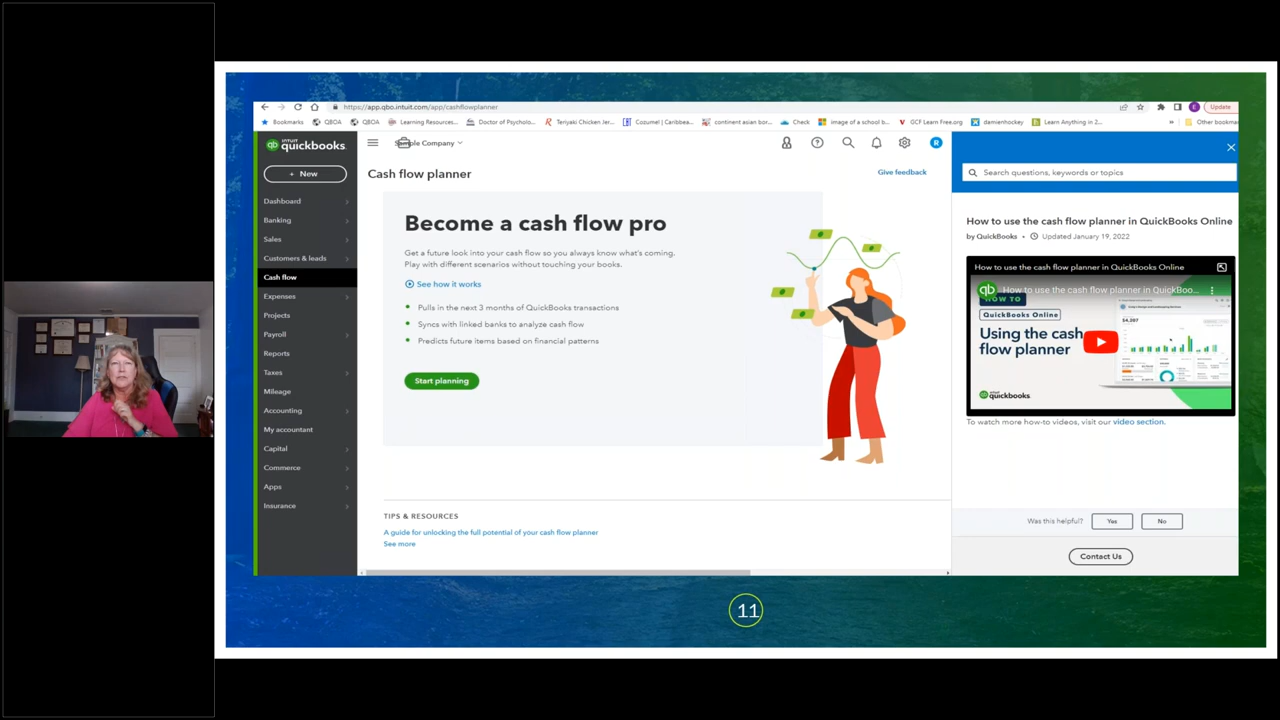 https://app.qbo.intuit.com/app/cashflowplanner
Update
Bookmarks
QBOA
QBOA
Learning Resources...
Doctor of Psycholo...
Teriyaki Chicken Jer...
Cozumel | Caribbea...
continent asian bor...
Check
image of a school b...
GCF Learn Free.org
damienhockey
Learn Anything in 2...
»
Other bookmar
intuit
quickbooks.
Sample Company
+ New
Cash flow planner
Give feedback
Search questions, keywords or topics
Dashboard
Banking
Sales
Customers & leads
Cash flow
Expenses
Projects
Payroll
Reports
Taxes
Mileage
Accounting
My accountant
Capital
Commerce
Apps
Insurance
Become a cash flow pro
Get a future look into your cash flow so you always know what's coming.
Play with different scenarios without touching your books.
See how it works
Pulls in the next 3 months of QuickBooks transactions
Syncs with linked banks to analyze cash flow
Predicts future items based on financial patterns
Start planning
TIPS & RESOURCES
A guide for unlocking the full potential of your cash flow planner
See more
How to use the cash flow planner in QuickBooks Online
by QuickBooks • Updated January 19, 2022
How to use the cash flow planner in QuickBooks Online
How to use the cash flow planner in QuickBoo...
HOW TO
QuickBooks Online
Using the cash
flow planner
$4,287
quickbooks.
To watch more how-to videos, visit our video section.
Was this helpful?
Yes
No
Contact Us
11